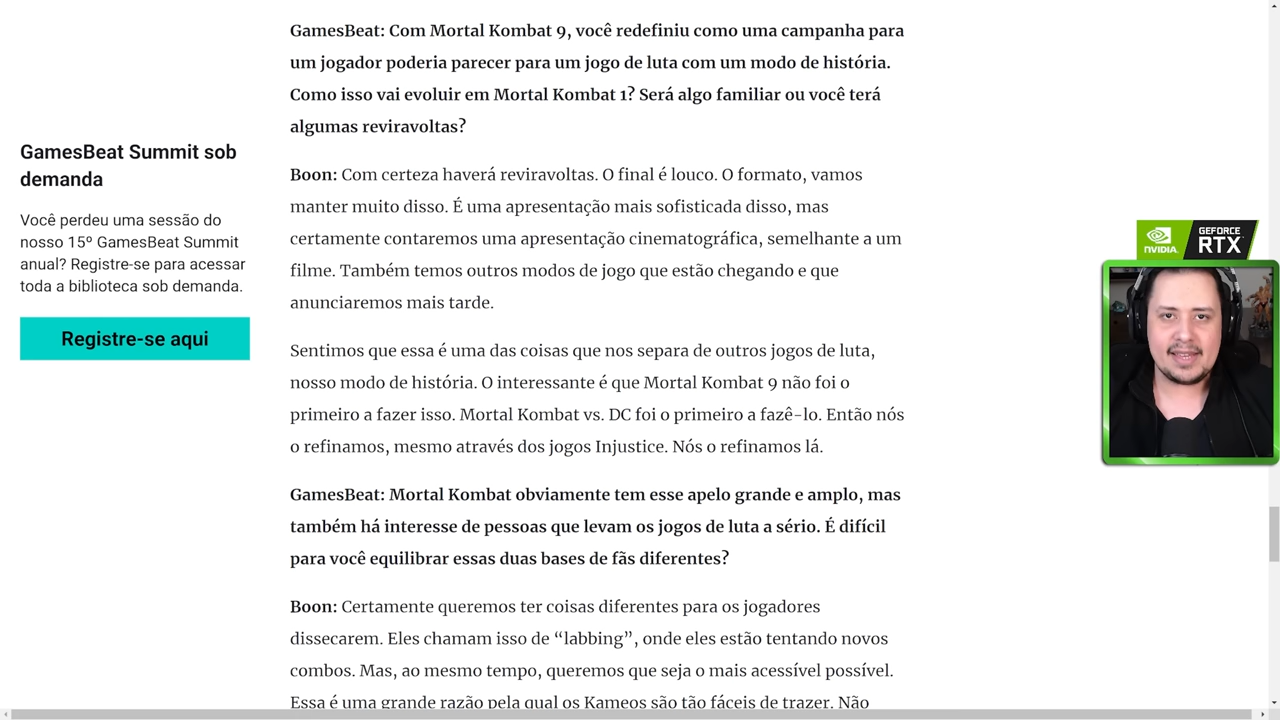 GamesBeat: Com Mortal Kombat 9, você redefiniu como uma campanha para
um jogador poderia parecer para um jogo de luta com um modo de história.
Como isso vai evoluir em Mortal Kombat 1? Será algo familiar ou você terá
algumas reviravoltas?
GamesBeat Summit sob
demanda
Você perdeu uma sessão do
nosso 15º GamesBeat Summit
anual? Registre-se para acessar
toda a biblioteca sob demanda.
Registre-se aqui
Boon: Com certeza haverá reviravoltas. O final é louco. O formato, vamos
manter muito disso. É uma apresentação mais sofisticada disso, mas
certamente contaremos uma apresentação cinematográfica, semelhante a um
filme. Também temos outros modos de jogo que estão chegando e que
anunciaremos mais tarde.
Sentimos que essa é uma das coisas que nos separa de outros jogos de luta,
nosso modo de história. O interessante é que Mortal Kombat 9 não foi o
primeiro a fazer isso. Mortal Kombat vs. DC foi o primeiro a fazê-lo. Então nós
o refinamos, mesmo através dos jogos Injustice. Nós o refinamos lá.
GamesBeat: Mortal Kombat obviamente tem esse apelo grande e amplo, mas
também há interesse de pessoas que levam os jogos de luta a sério. É difícil
para você equilibrar essas duas bases de fãs diferentes?
Boon: Certamente queremos ter coisas diferentes para os jogadores
dissecarem. Eles chamam isso de “labbing”, onde eles estão tentando novos
combos. Mas, ao mesmo tempo, queremos que seja o mais acessível possível.
Essa é uma grande razão pela qual os Kameos são tão fáceis de trazer. Não
NVIDIA.
GEFORCE
RTX